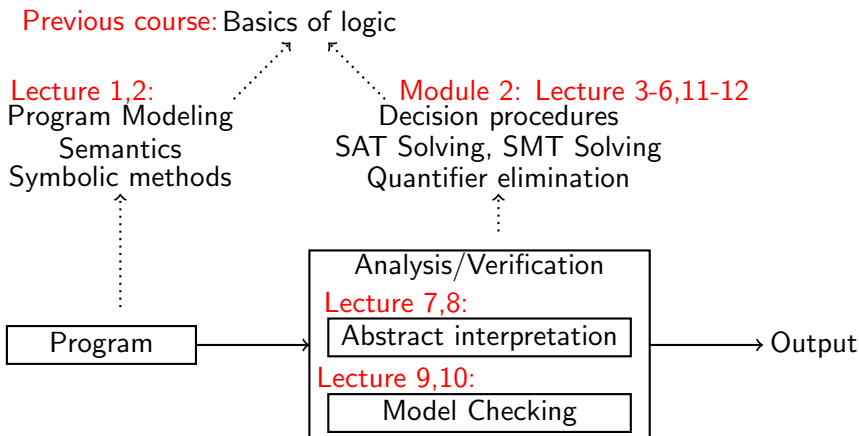 Previous course: Basics of logic
Lecture 1,2:
Program Modeling
Semantics
Symbolic methods
Module 2: Lecture 3-6,11-12
Decision procedures
SAT Solving, SMT Solving
Quantifier elimination
Program
Analysis/Verification
Lecture 7,8:
Abstract interpretation
Lecture 9,10:
Model Checking
Output